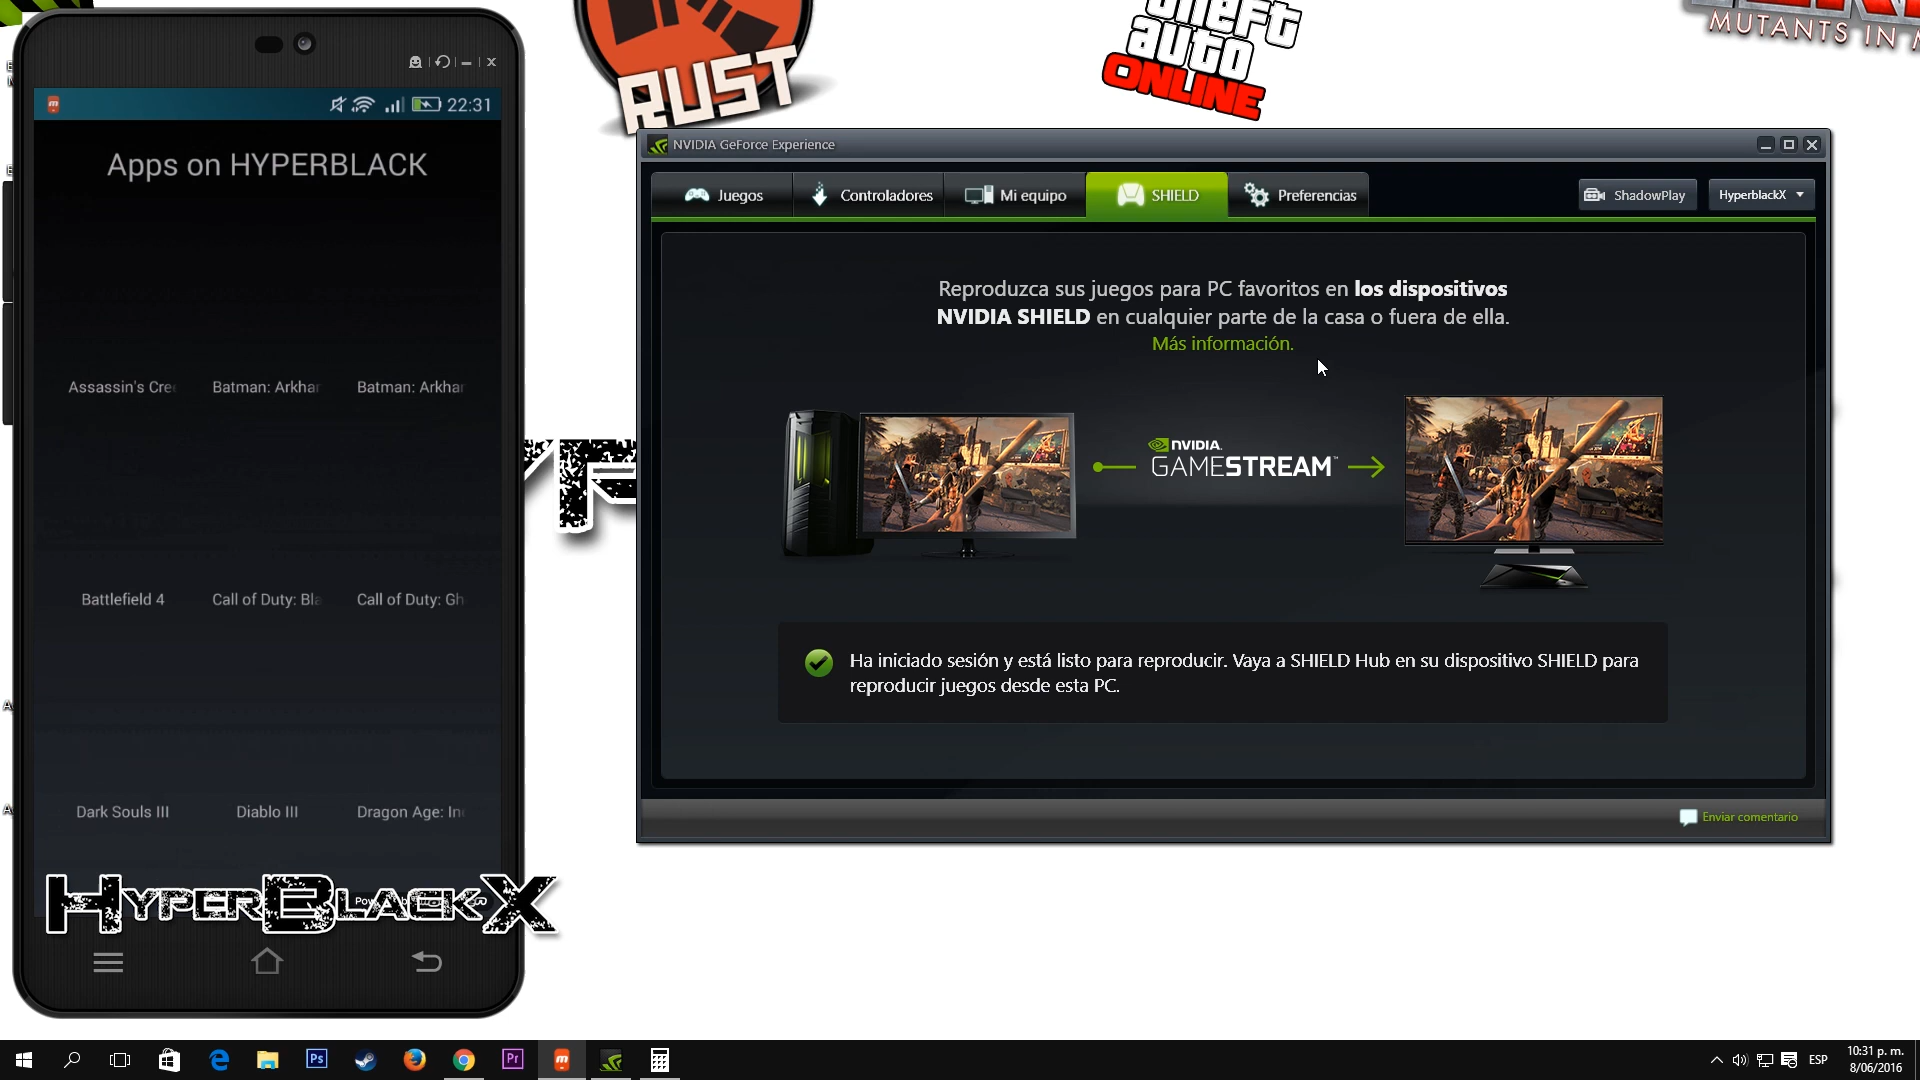 22:31
Apps on HYPERBLACK
Assassin's Cre
Batman: Arkhar
Batman: Arkhar
Battlefield 4
Call of Duty: Bla
Call of Duty: Gh
Dark Souls III
Diablo III
Dragon Age: In
HYPERBLACKX
RUST
theft
auto
ONLINE
MUTANTS IN
NVIDIA GeForce Experience
Juegos
Controladores
Mi equipo
SHIELD
Preferencias
ShadowPlay
HyperblackX
Reproduzca sus juegos para PC favoritos en los dispositivos
NVIDIA SHIELD en cualquier parte de la casa o fuera de ella.
Más información.
NVIDIA.
GAMESTREAM™
Ha iniciado sesión y está listo para reproducir. Vaya a SHIELD Hub en su dispositivo SHIELD para
reproducir juegos desde esta PC.
Enviar comentario
Ps
Pr
ESP
10:31 p. m.
8/06/2016